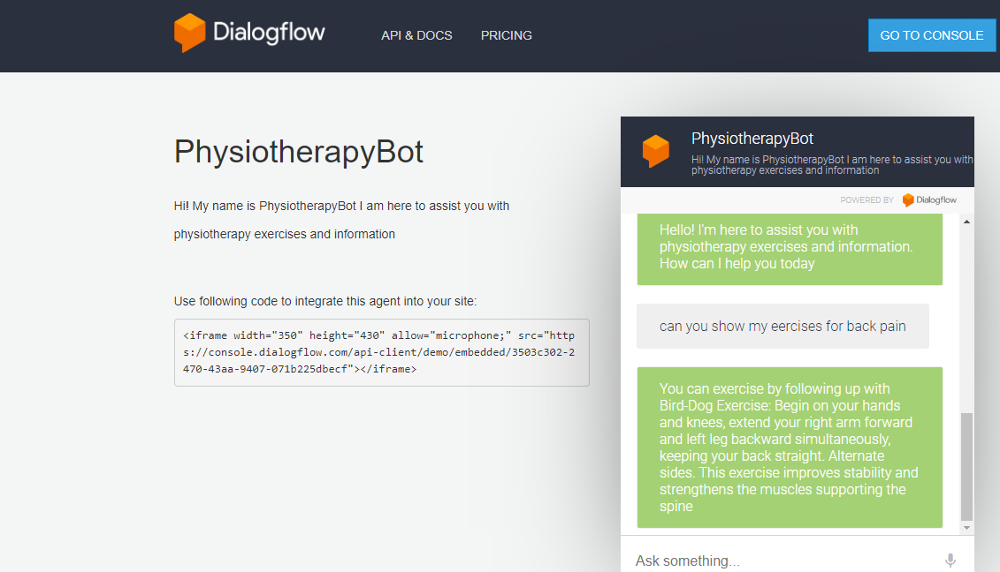 Dialogflow
API & DOCS
PRICING
GO TO CONSOLE
PhysiotherapyBot
Hi! My name is PhysiotherapyBot I am here to assist you with
physiotherapy exercises and information
Use following code to integrate this agent into your site:
<iframe width="350" height="430" allow="microphone;" src="http
s://console.dialogflow.com/api-client/demo/embedded/3503c302-2
470-43aa-9407-071b225dbecf"></iframe>
PhysiotherapyBot
Hi! My name is PhysiotherapyBot I am here to assist you with
physiotherapy exercises and information
POWERED BY Dialogflow
Hello! I'm here to assist you with
physiotherapy exercises and information.
How can I help you today
can you show my eercises for back pain
You can exercise by following up with
Bird-Dog Exercise: Begin on your hands
and knees, extend your right arm forward
and left leg backward simultaneously,
keeping your back straight. Alternate
sides. This exercise improves stability and
strengthens the muscles supporting the
spine
Ask something...